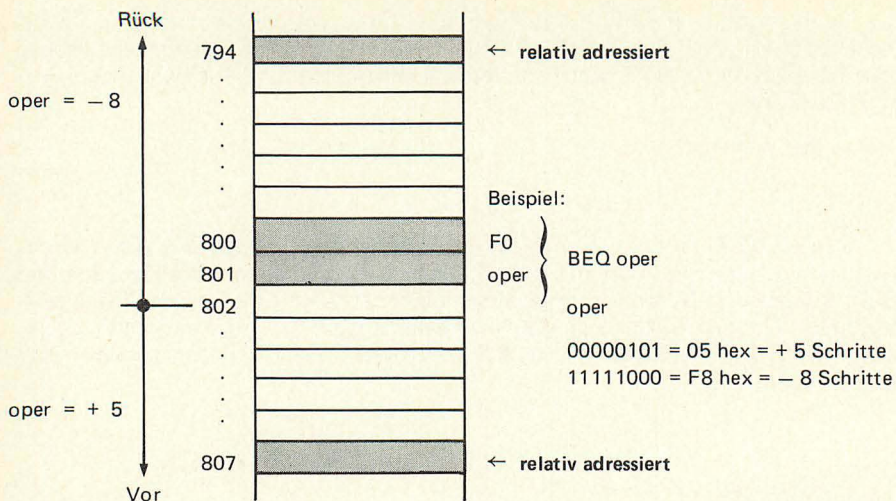 Rück
794 ← relativ adressiert
oper = – 8
.
.
.
.
.
Beispiel:
800 F0
BEQ oper
801 oper
802
oper
00000101 = 05 hex = + 5 Schritte
11111000 = F8 hex = – 8 Schritte
.
.
oper = + 5
.
.
807 ← relativ adressiert
Vor